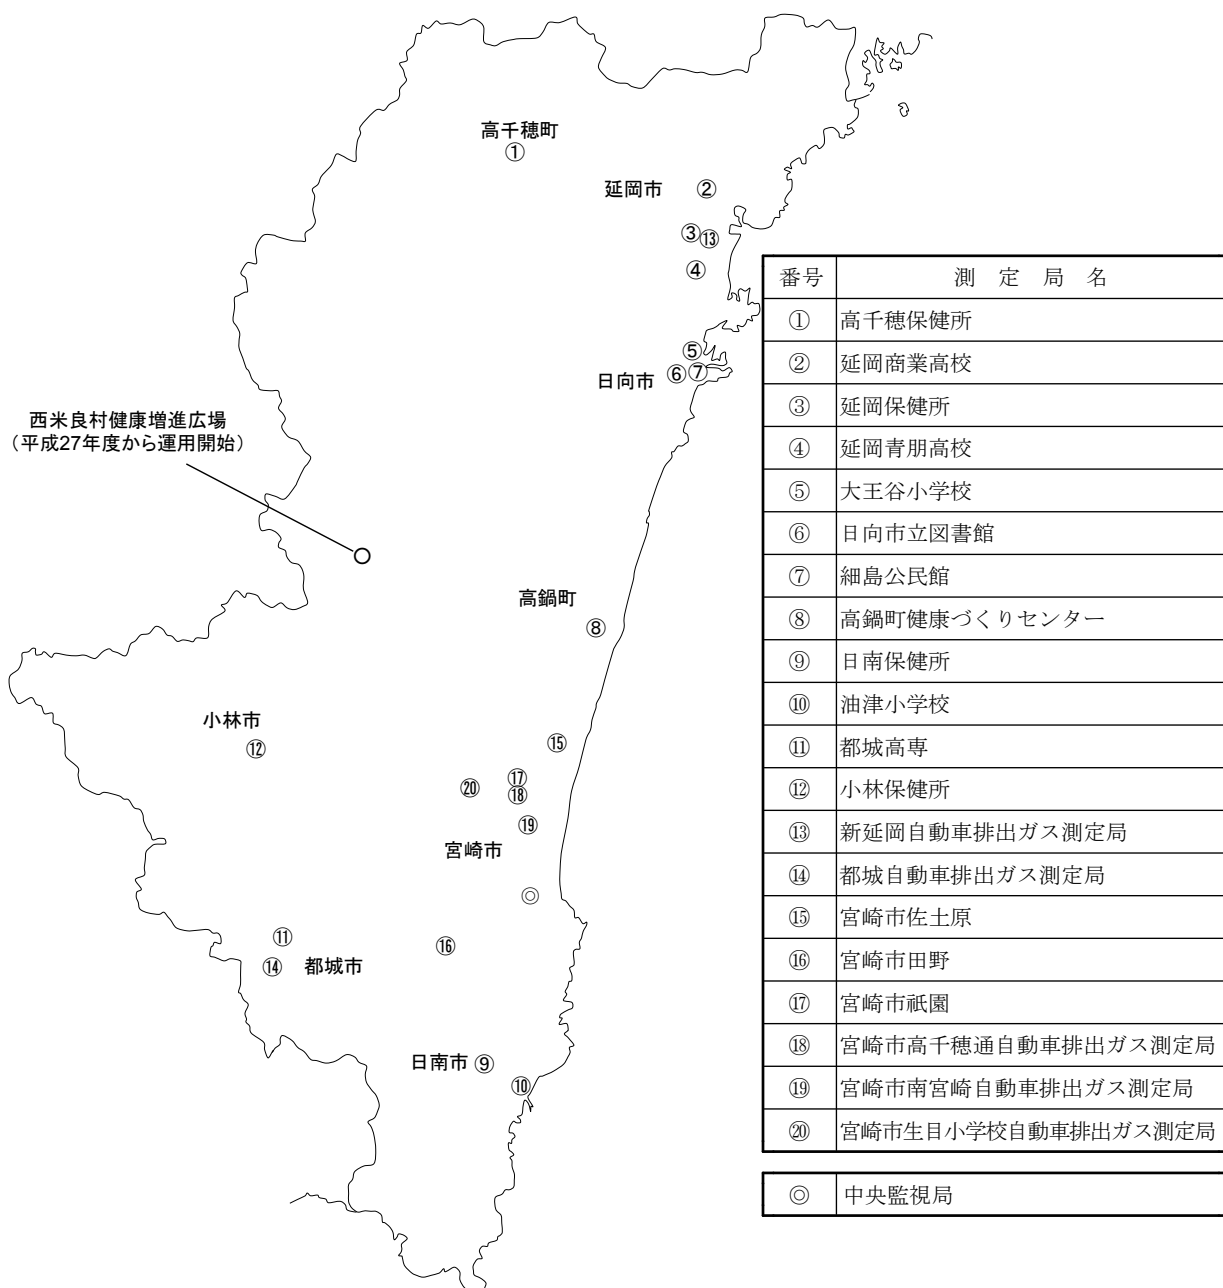 高千穂町
①
延岡市
②
③
⑬
④
⑤
日向市
⑥
⑦
西米良村健康増進広場
（平成27年度から運用開始）
高鍋町
⑧
小林市
⑫
⑮
⑰
⑳
⑱
⑲
宮崎市
◎
⑪
⑯
⑭
都城市
日南市
⑨
⑩
番号 測定局名
① 高千穂保健所
② 延岡商業高校
③ 延岡保健所
④ 延岡青朋高校
⑤ 大王谷小学校
⑥ 日向市立図書館
⑦ 細島公民館
⑧ 高鍋町健康づくりセンター
⑨ 日南保健所
⑩ 油津小学校
⑪ 都城高専
⑫ 小林保健所
⑬ 新延岡自動車排出ガス測定局
⑭ 都城自動車排出ガス測定局
⑮ 宮崎市佐土原
⑯ 宮崎市田野
⑰ 宮崎市祇園
⑱ 宮崎市高千穂通自動車排出ガス測定局
⑲ 宮崎市南宮崎自動車排出ガス測定局
⑳ 宮崎市生目小学校自動車排出ガス測定局
◎ 中央監視局